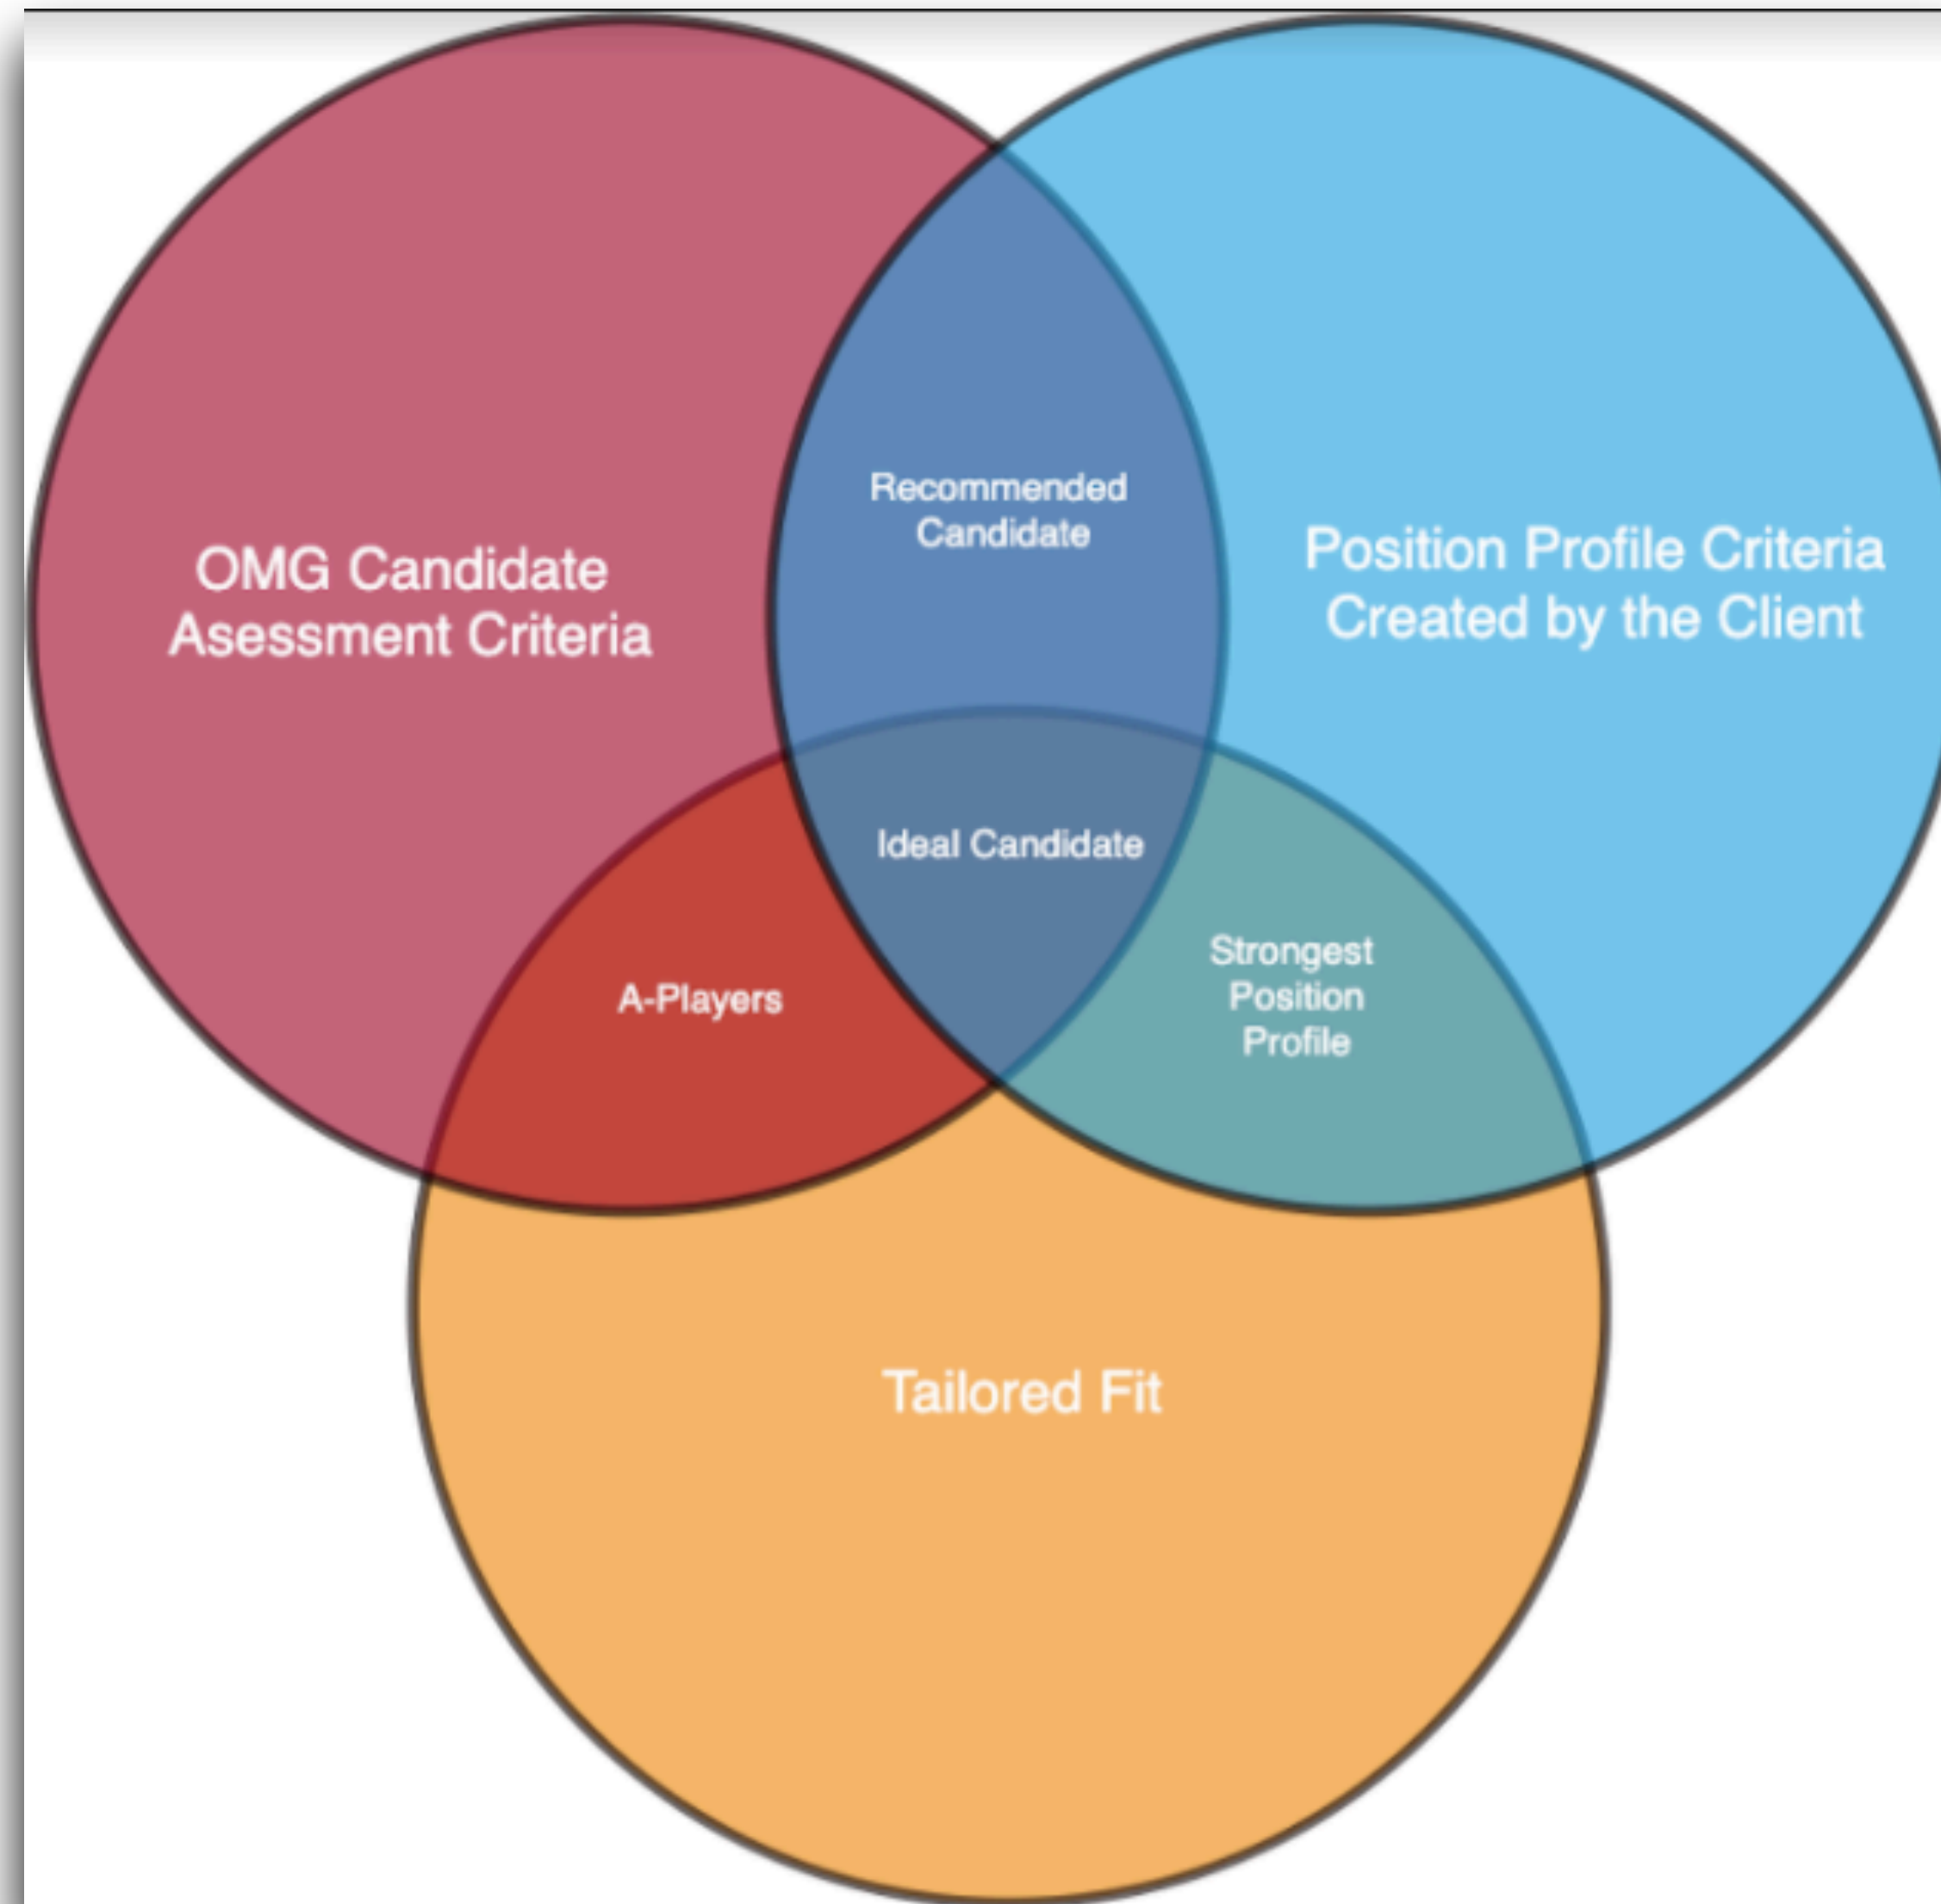 Recommended
Candidate
OMG Candidate
Asessment Criteria
Position Profile Criteria
Created by the Client
Ideal Candidate
A-Players
Strongest
Position
Profile
Tailored Fit